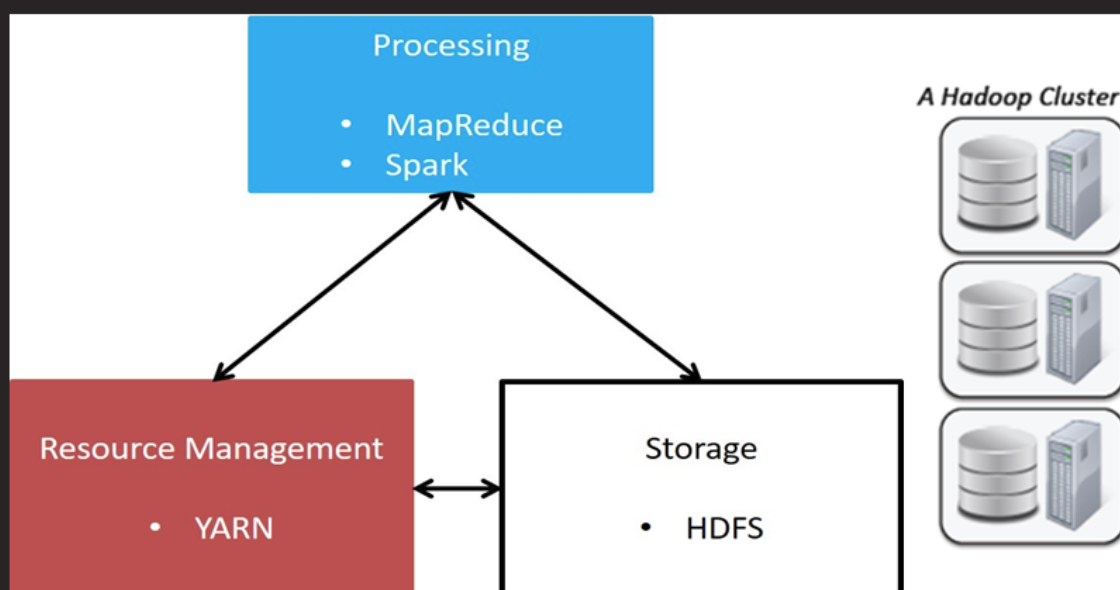 Processing
• MapReduce
• Spark
A Hadoop Cluster
Resource Management
• YARN
Storage
• HDFS